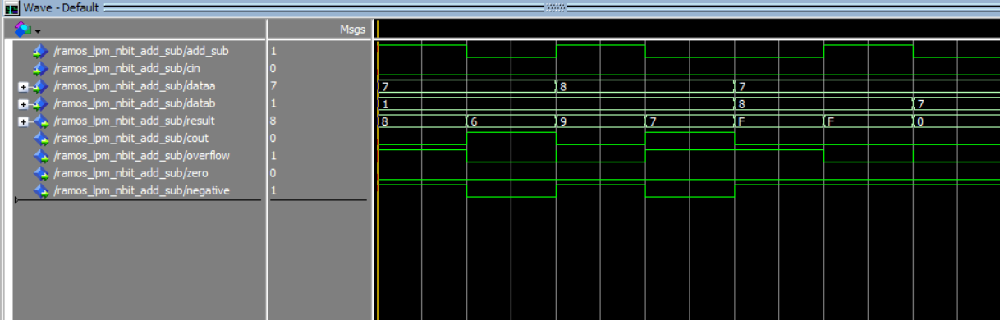 Wave - Default
Msgs
/ramos_lpm_nbit_add_sub/add_sub 1
/ramos_lpm_nbit_add_sub/cin 0
/ramos_lpm_nbit_add_sub/dataa 7 7 8 7
/ramos_lpm_nbit_add_sub/datab 1 1 8 7
/ramos_lpm_nbit_add_sub/result 8 8 6 9 7 F F 0
/ramos_lpm_nbit_add_sub/cout 0
/ramos_lpm_nbit_add_sub/overflow 1
/ramos_lpm_nbit_add_sub/zero 0
/ramos_lpm_nbit_add_sub/negative 1